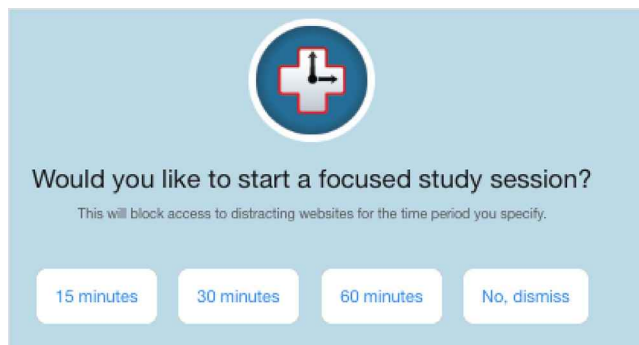 Would you like to start a focused study session?
This will block access to distracting websites for the time period you specify.
15 minutes 30 minutes 60 minutes No, dismiss